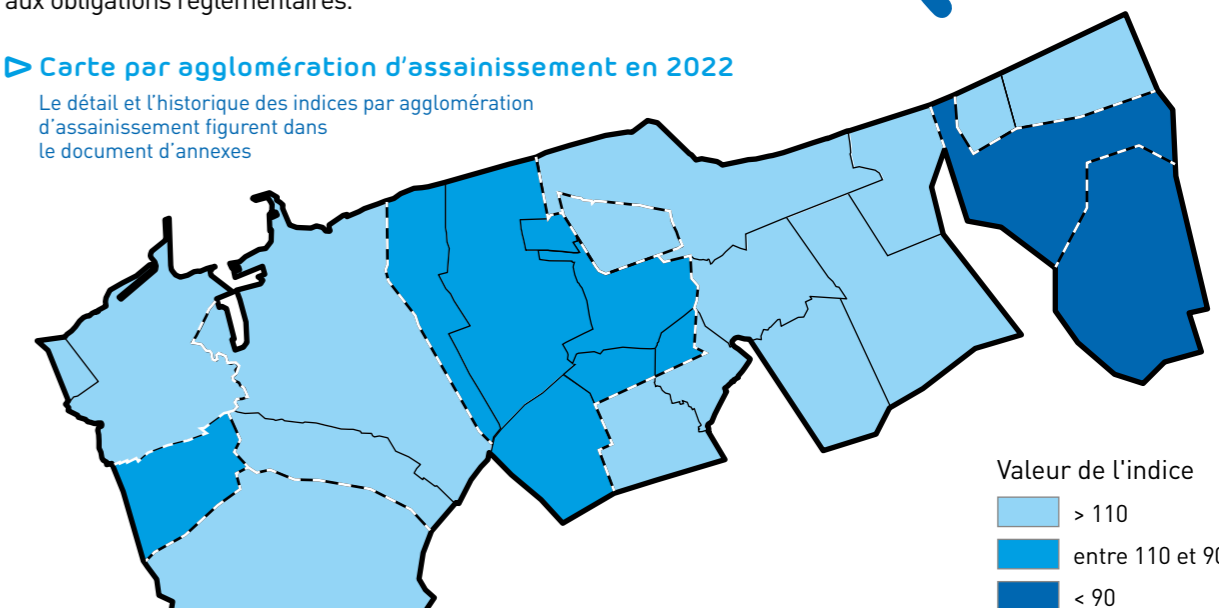 aux obligations réglementaires.
Carte par agglomération d'assainissement en 2022
Le détail et l'historique des indices par agglomération
d'assainissement figurent dans
le document d'annexes
Valeur de l'indice
> 110
entre 110 et 90
< 90